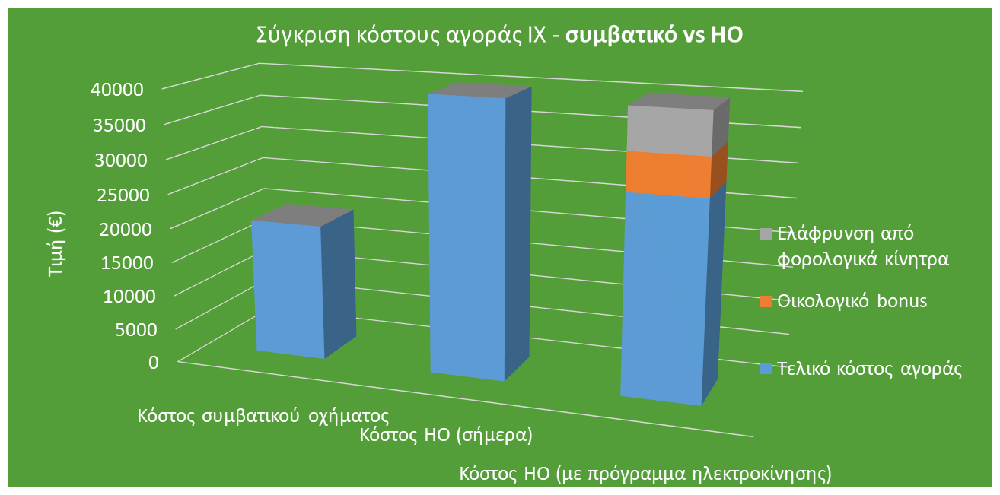 Σύγκριση κόστους αγοράς ΙΧ - συμβατικό vs ΗΟ
40000
35000
30000
25000
20000
15000
10000
5000
0
Τιμή (€)
Κόστος συμβατικού οχήματος
Κόστος ΗΟ (σήμερα)
Κόστος ΗΟ (με πρόγραμμα ηλεκτροκίνησης)
Ελάφρυνση από
φορολογικά κίνητρα
Οικολογικό bonus
Τελικό κόστος αγοράς